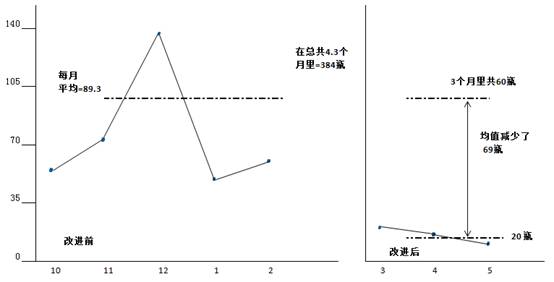 140
105
70
35
0
每月
平均=89.3
在总共4.3个
月里=384瓶
改进前
10 11 12 1 2
3个月里共60瓶
均值减少了
69瓶
20瓶
改进后
3 4 5